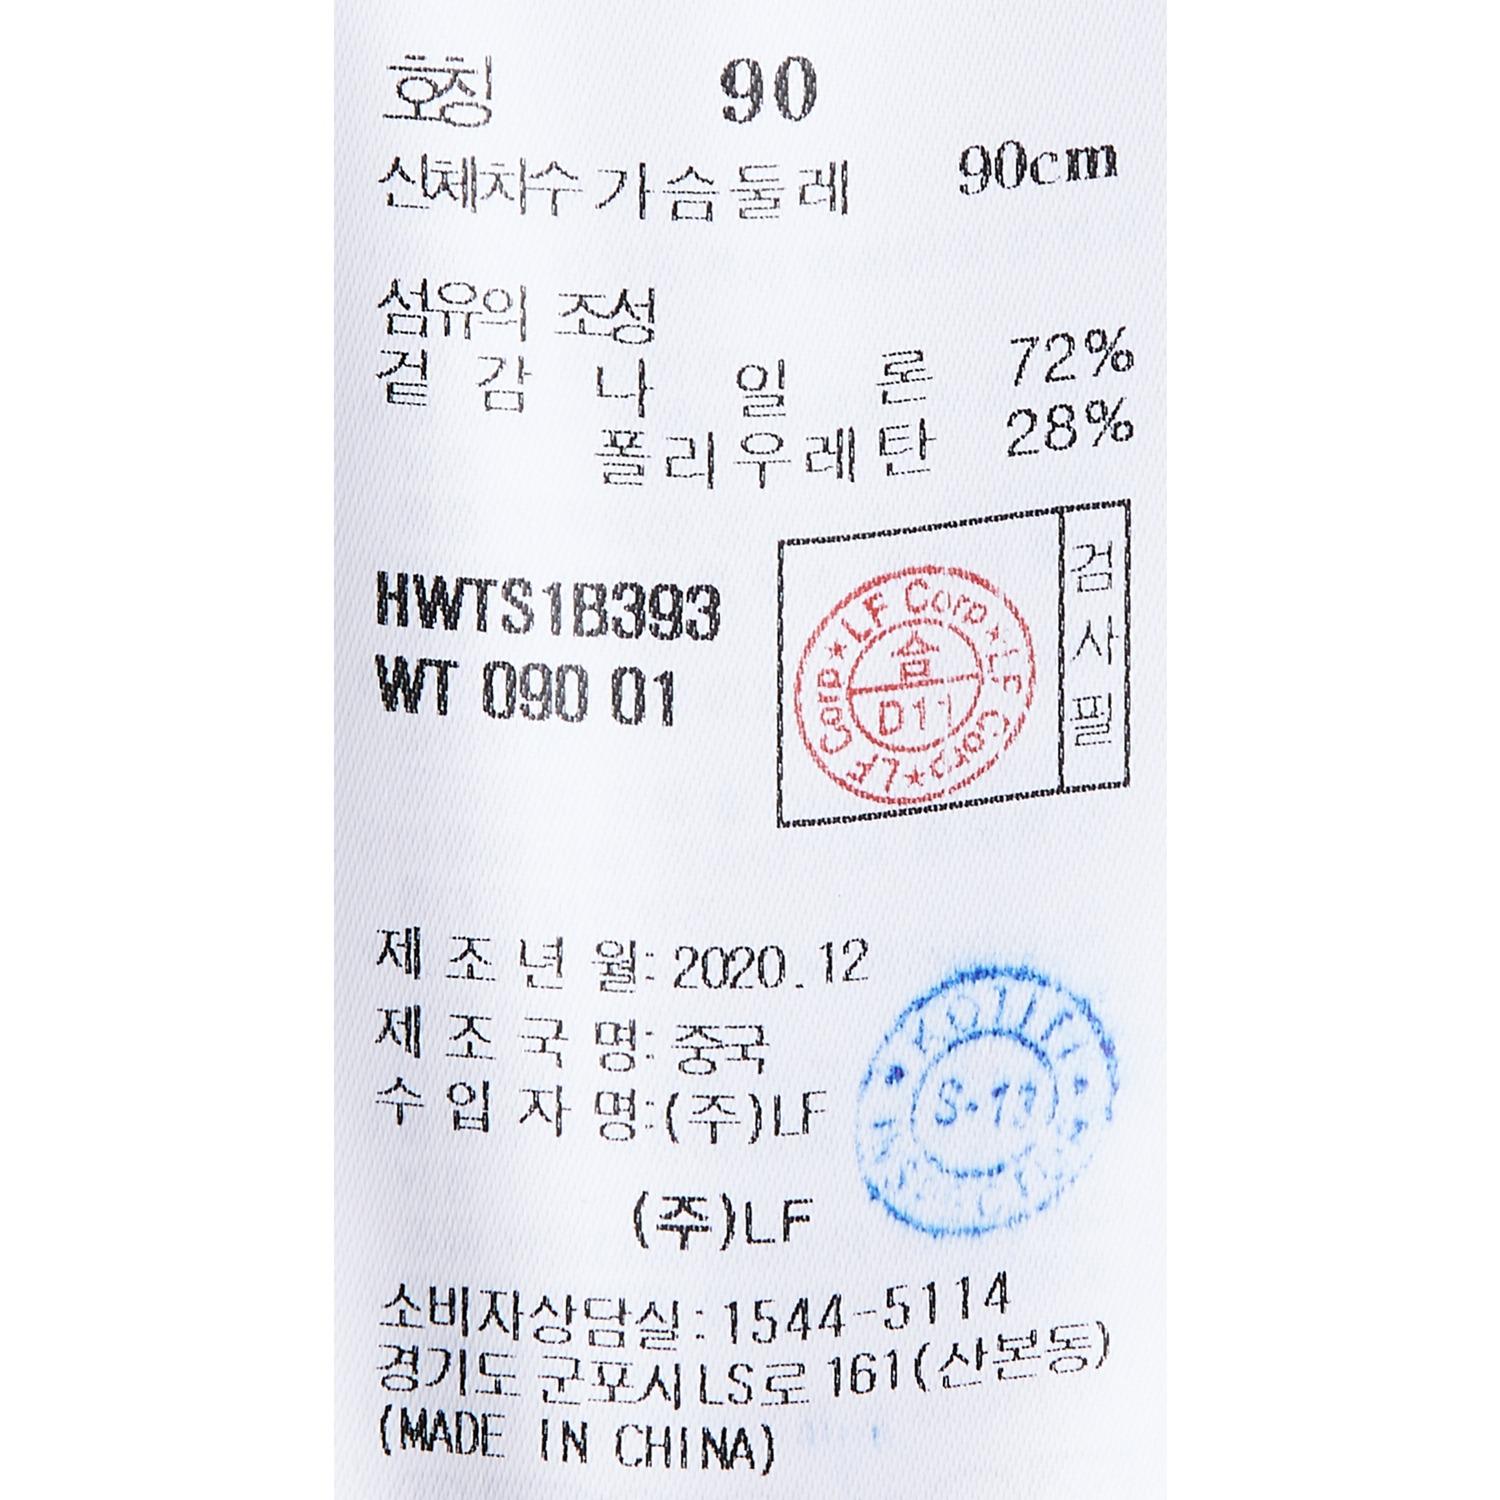 호칭 90
신체치수 가슴둘레 90cm
섬유의 조성
겉감 나일론 72%
폴리우레탄 28%
HWTS1B393
WT 090 01
LF Corp★LF Corp★LF Corp★
合
D11
검사필
제조년월: 2020.12
제조국명: 중국
수입자명: (주)LF
KOTITI
S-13
(주)LF
소비자상담실: 1544-5114
경기도 군포시 LS로 161(산본동)
(MADE IN CHINA)